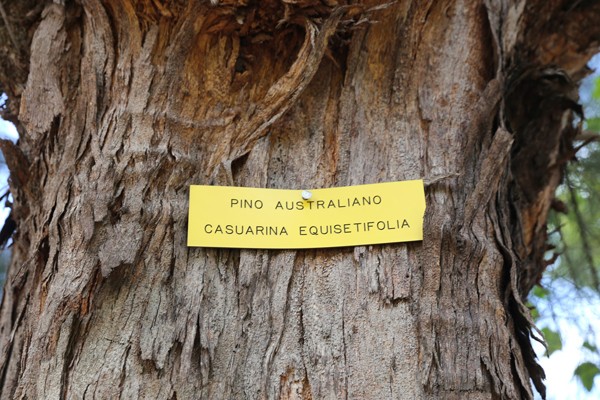 PINO AUSTRALIANO
CASUARINA EQUISETIFOLIA